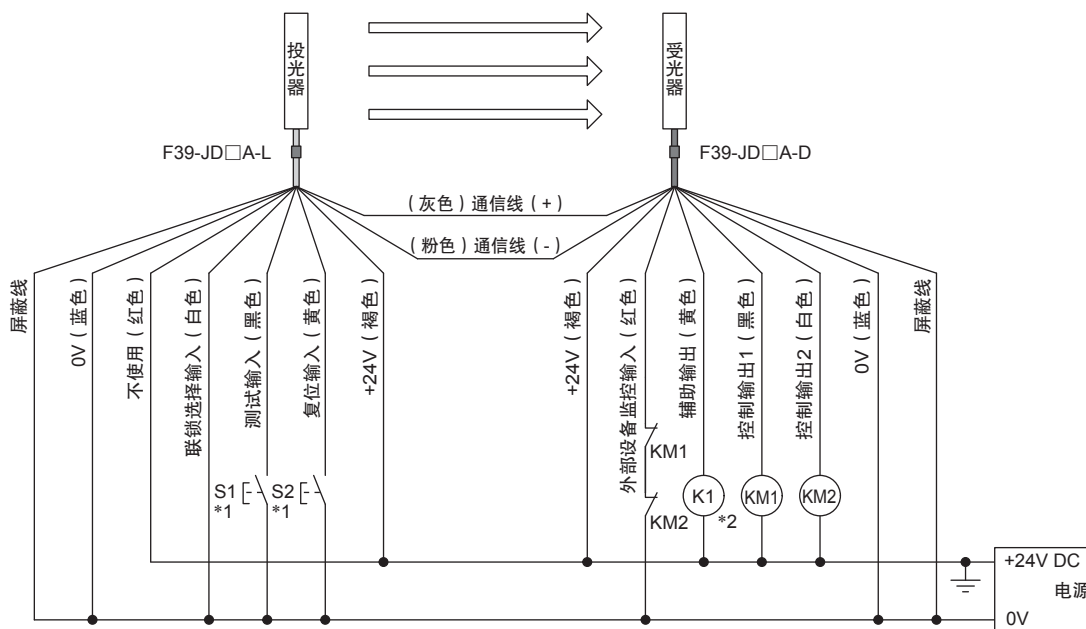 投光器
受光器
F39-JD□A-L
F39-JD□A-D
(灰色)通信线(+)
(粉色)通信线(-)
屏蔽线
0V(蓝色)
不使用(红色)
联锁选择输入(白色)
测试输入(黑色)
复位输入(黄色)
+24V(褐色)
+24V(褐色)
外部设备监控输入(红色)
辅助输出(黄色)
控制输出1(黑色)
控制输出2(白色)
0V(蓝色)
屏蔽线
KM1
S1
*1
S2
*1
KM2
K1
*2
KM1
KM2
+24V DC
电源
0V